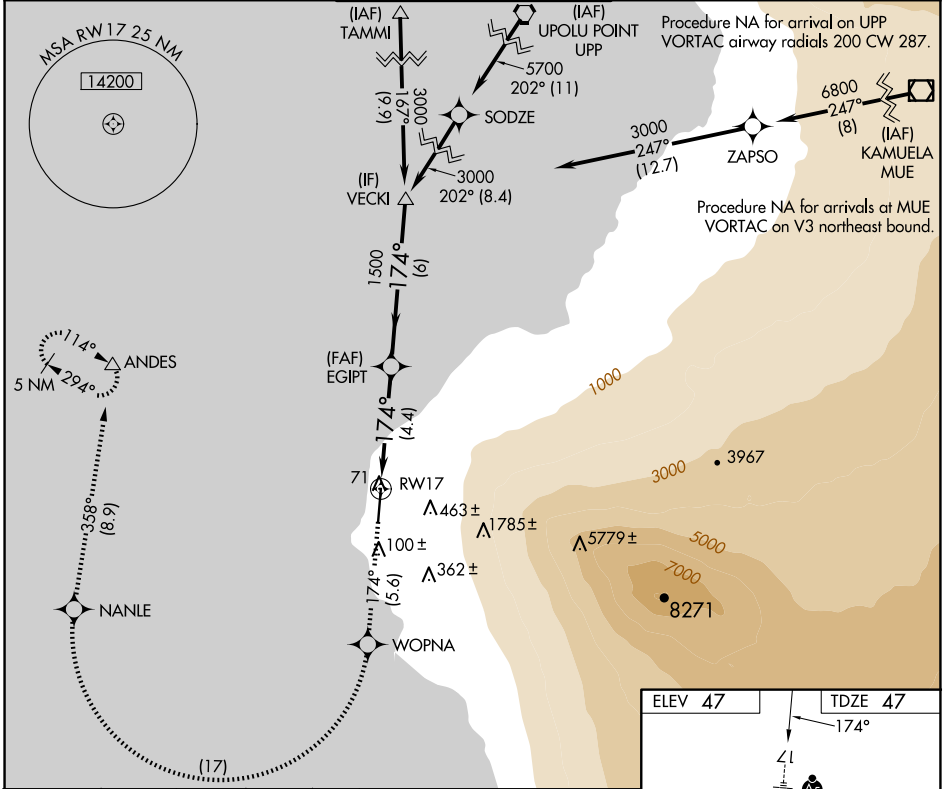 MSA RW 17 25 NM
14200
(IAF)
TAMMI
3000
167°
(9.9)
(IAF)
UPOLU POINT
UPP
5700
202° (11)
SODZE
3000
202° (8.4)
(IF)
VECKI
Procedure NA for arrival on UPP
VORTAC airway radials 200 CW 287.
6800
247°
(8)
(IAF)
KAMUELA
MUE
3000
247°
(12.7)
ZAPSO
Procedure NA for arrivals at MUE
VORTAC on V3 northeast bound.
1500
174°
(6)
114°
294°
5 NM
ANDES
(FAF)
EGIPT
174°
(4.4)
1000
3000
3967
71
RW17
463±
1785±
5779±
5000
7000
8271
100±
362±
358°
(8.9)
174°
(5.6)
NANLE
WOPNA
(17)
ELEV 47
TDZE 47
174°
17